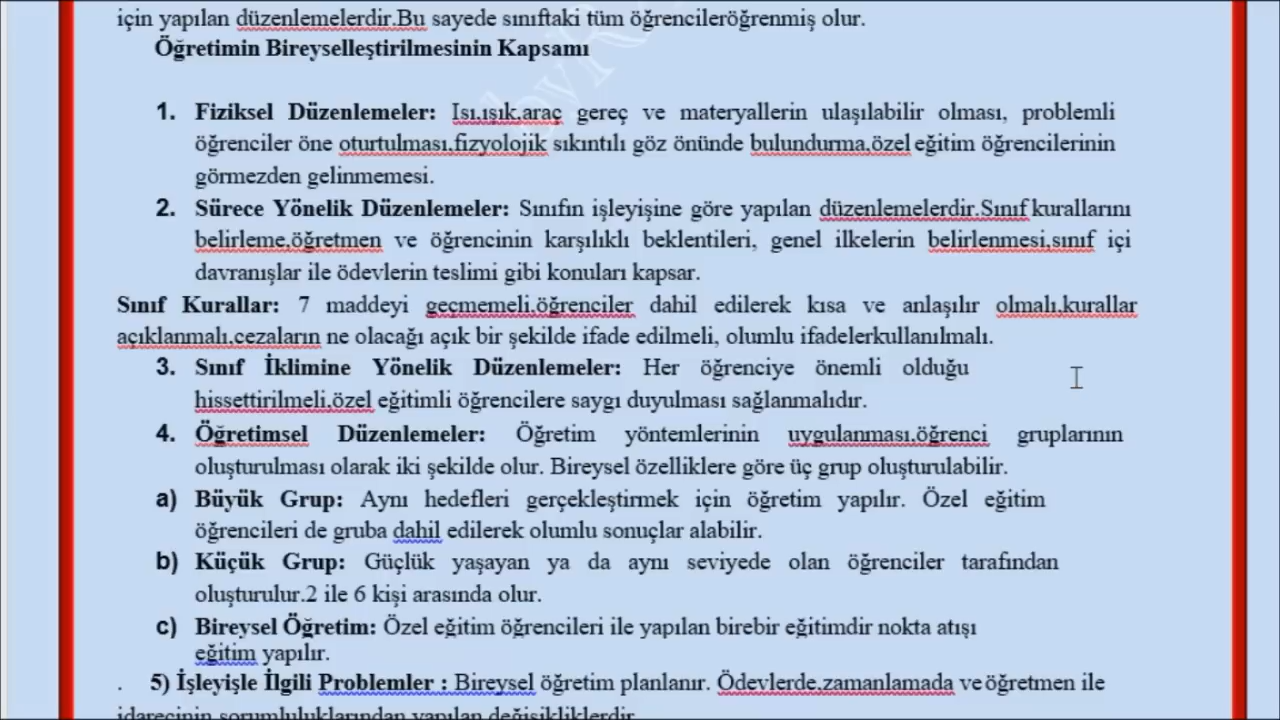 için yapılan düzenlemelerdir.Bu sayede sınıftaki tüm öğrencileröğrenmiş olur.
Öğretimin Bireyselleştirilmesinin Kapsamı
1. Fiziksel Düzenlemeler: Isı,ışık,araç gereç ve materyallerin ulaşılabilir olması, problemli
öğrenciler öne oturtulması,fizyolojik sıkıntılı göz önünde bulundurma,özel eğitim öğrencilerinin
görmezden gelinmemesi.
2. Sürece Yönelik Düzenlemeler: Sınıfın işleyişine göre yapılan düzenlemelerdir.Sınıf kurallarını
belirleme,öğretmen ve öğrencinin karşılıklı beklentileri, genel ilkelerin belirlenmesi,sınıf içi
davranışlar ile ödevlerin teslimi gibi konuları kapsar.
Sınıf Kurallar: 7 maddeyi geçmemeli,öğrenciler dahil edilerek kısa ve anlaşılır olmalı,kurallar
açıklanmalı,cezaların ne olacağı açık bir şekilde ifade edilmeli, olumlu ifadelerkullanılmalı.
3. Sınıf İklimine Yönelik Düzenlemeler: Her öğrenciye önemli olduğu
hissettirilmeli,özel eğitimli öğrencilere saygı duyulması sağlanmalıdır.
4. Öğretimsel Düzenlemeler: Öğretim yöntemlerinin uygulanması,öğrenci gruplarının
oluşturulması olarak iki şekilde olur. Bireysel özelliklere göre üç grup oluşturulabilir.
a) Büyük Grup: Aynı hedefleri gerçekleştirmek için öğretim yapılır. Özel eğitim
öğrencileri de gruba dahil edilerek olumlu sonuçlar alabilir.
b) Küçük Grup: Güçlük yaşayan ya da aynı seviyede olan öğrenciler tarafından
oluşturulur.2 ile 6 kişi arasında olur.
c) Bireysel Öğretim: Özel eğitim öğrencileri ile yapılan birebir eğitimdir nokta atışı
eğitim yapılır.
. 5) İşleyişle İlgili Problemler : Bireysel öğretim planlanır. Ödevlerde,zamanlamada ve öğretmen ile
idarecinin sorumluluklarından yapılan değişikliklerdir.